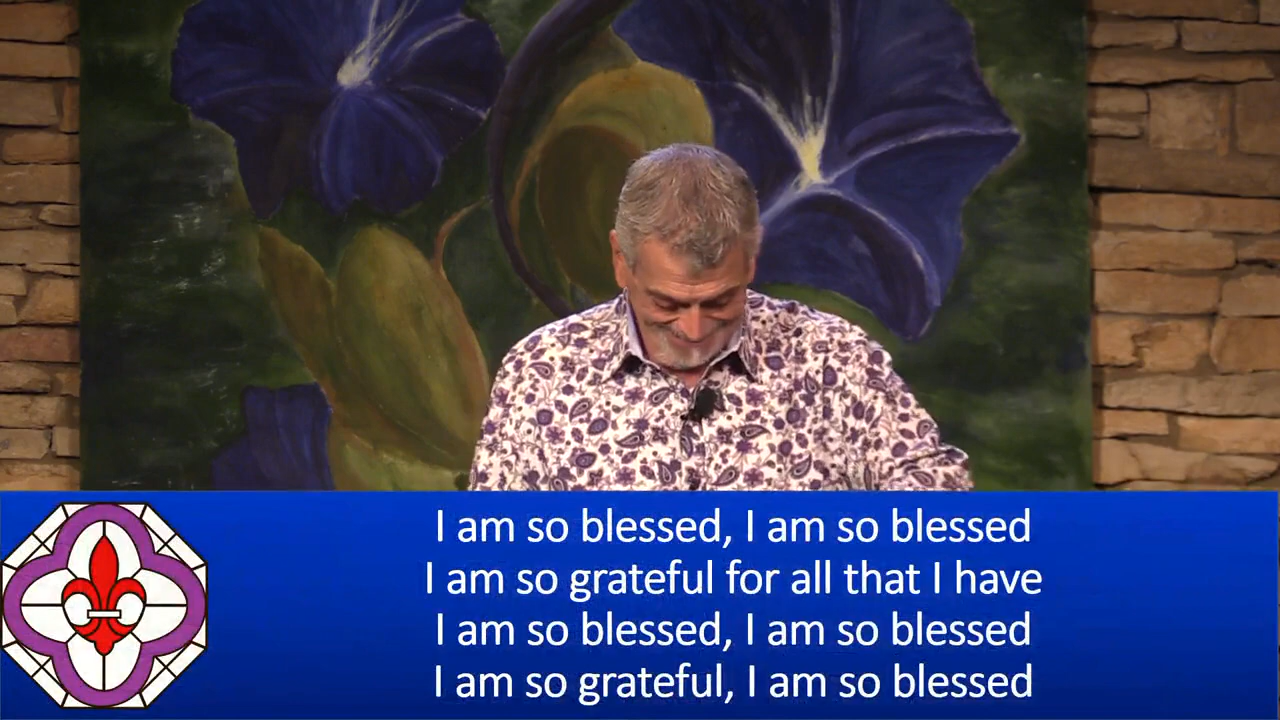 I am so blessed, I am so blessed
I am so grateful for all that I have
I am so blessed, I am so blessed
I am so grateful, I am so blessed